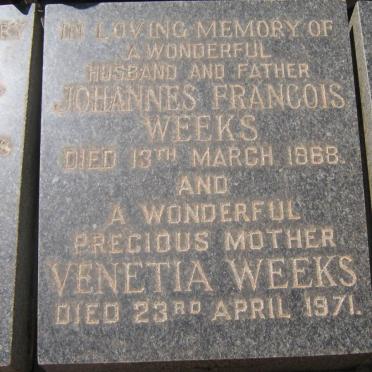 IN LOVING MEMORY OF
A WONDERFUL
HUSBAND AND FATHER
JOHANNES FRANCOIS
WEEKS
DIED 13TH MARCH 1968.
AND
A WONDERFUL
PRECIOUS MOTHER
VENETIA WEEKS
DIED 23RD APRIL 1971.